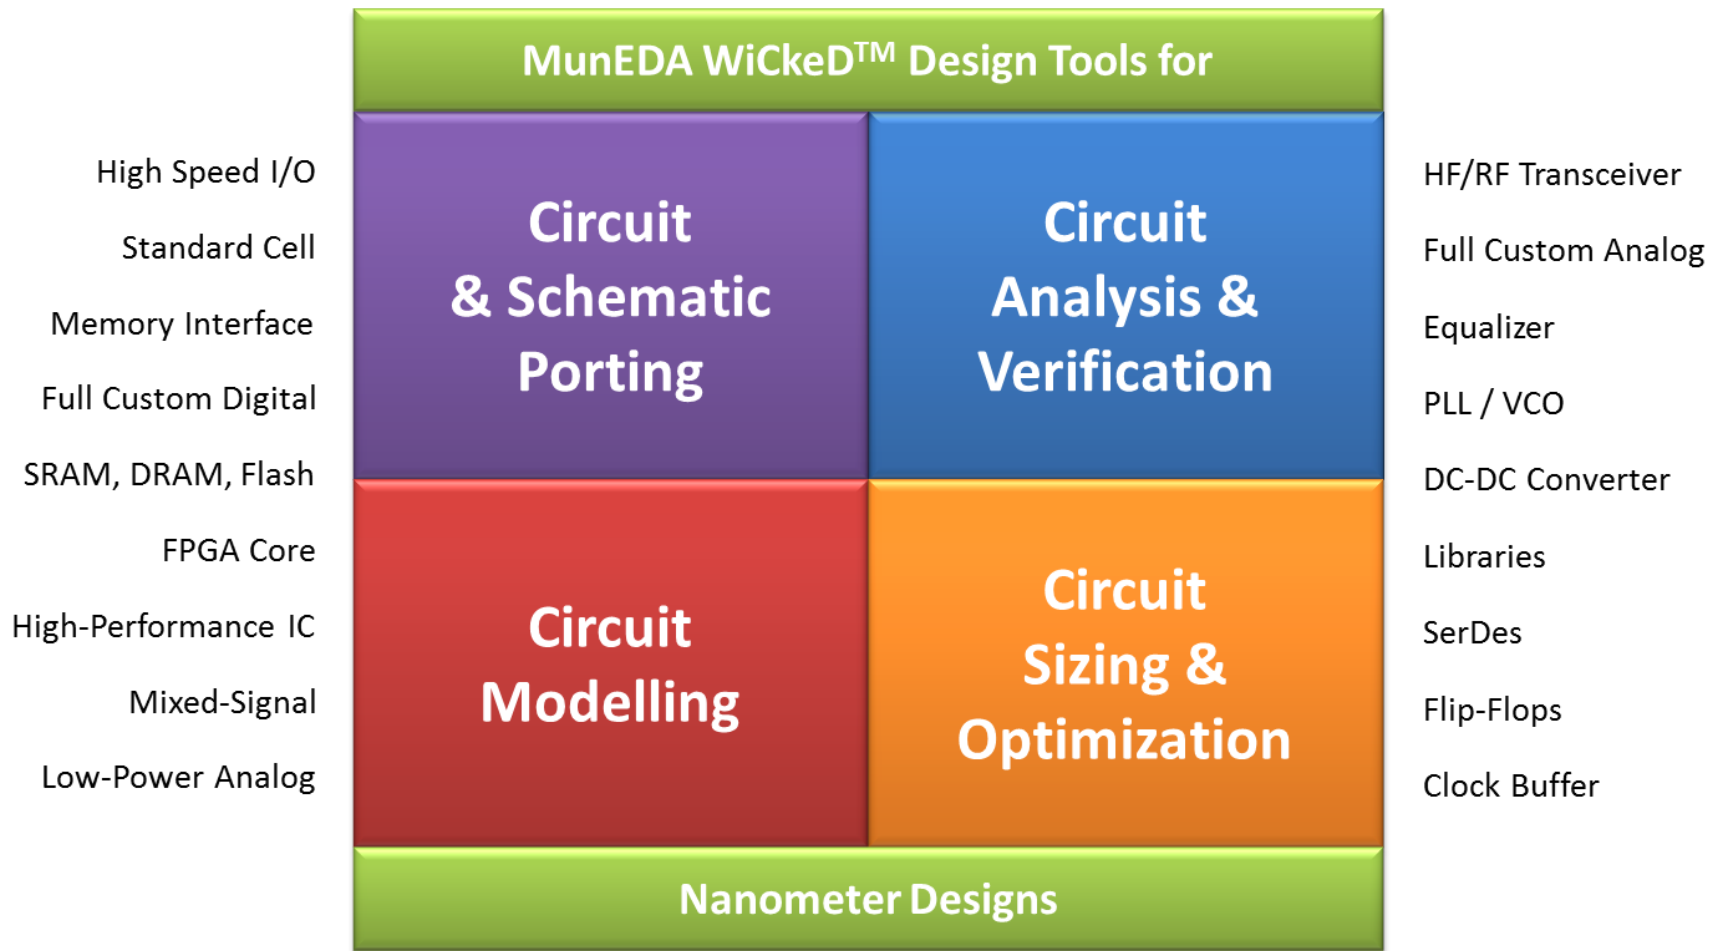 MunEDA WiCkeD™ Design Tools for
High Speed I/O
Standard Cell
Memory Interface
Full Custom Digital
SRAM, DRAM, Flash
FPGA Core
High-Performance IC
Mixed-Signal
Low-Power Analog
Circuit
& Schematic
Porting
Circuit
Analysis &
Verification
Circuit
Modelling
Circuit
Sizing &
Optimization
HF/RF Transceiver
Full Custom Analog
Equalizer
PLL / VCO
DC-DC Converter
Libraries
SerDes
Flip-Flops
Clock Buffer
Nanometer Designs